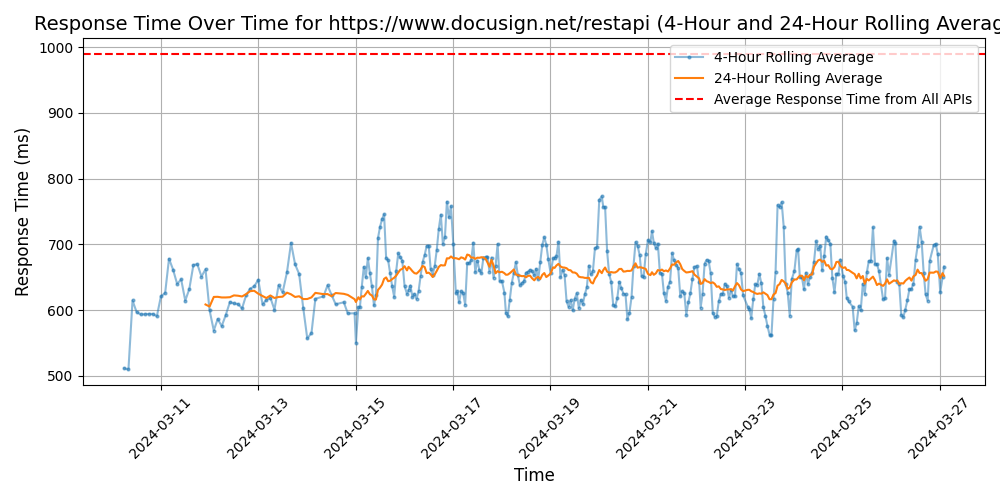 Response Time Over Time for https://www.docusign.net/restapi (4-Hour and 24-Hour Rolling Averag
1000
900
800
700
600
500
Response Time (ms)
4-Hour Rolling Average
24-Hour Rolling Average
Average Response Time from All APIs
2024-03-11
2024-03-13
2024-03-15
2024-03-17
2024-03-19
2024-03-21
2024-03-23
2024-03-25
2024-03-27
Time